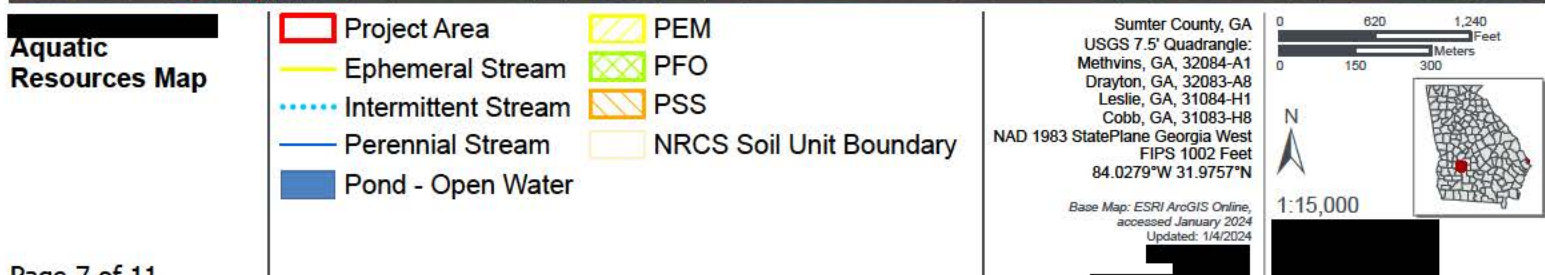 Aquatic
Resources Map
Page 7 of 11
Project Area
Ephemeral Stream
Intermittent Stream
Perennial Stream
Pond - Open Water
PEM
PFO
PSS
NRCS Soil Unit Boundary
Sumter County, GA
USGS 7.5' Quadrangle:
Methvins, GA, 32084-A1
Drayton, GA, 32083-A8
Leslie, GA, 31084-H1
Cobb, GA, 31083-H8
NAD 1983 StatePlane Georgia West
FIPS 1002 Feet
84.0279°W 31.9757°N
Base Map: ESRI ArcGIS Online,
accessed January 2024
Updated: 1/4/2024
0 620 1,240
Feet
Meters
0 150 300
N
1:15,000